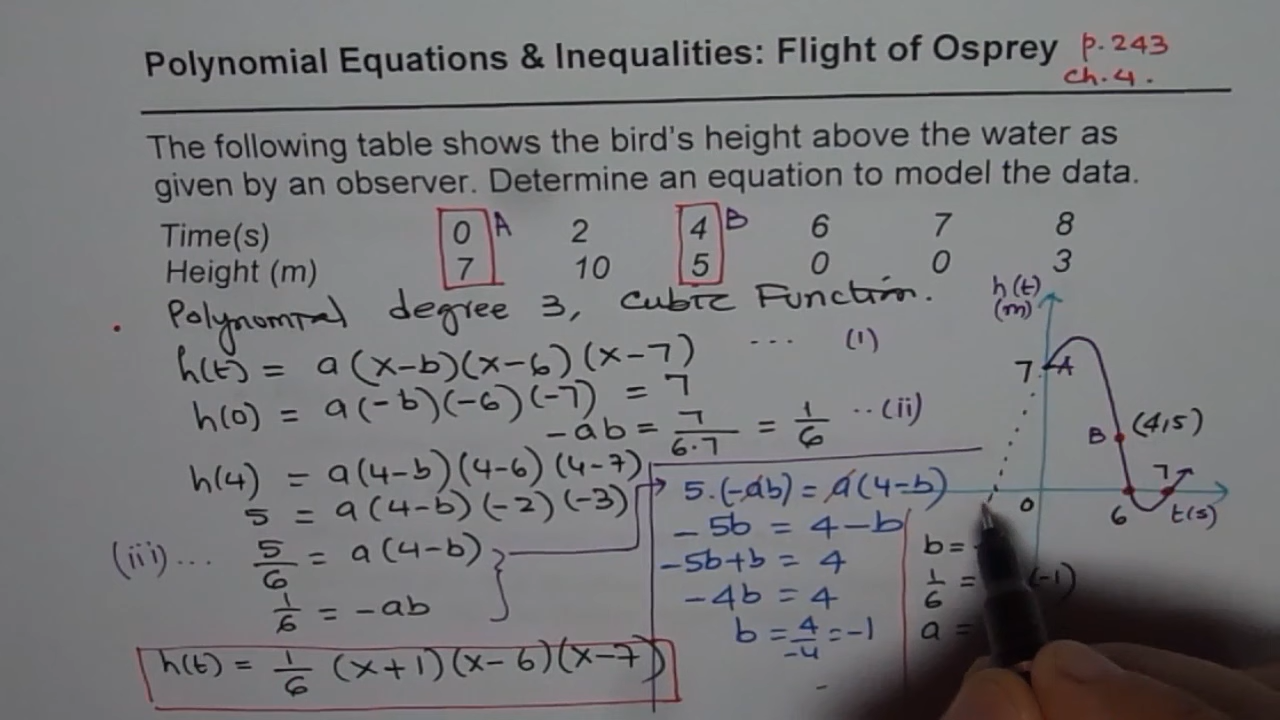 Polynomial Equations & Inequalities: Flight of Osprey p. 243
ch. 4.
The following table shows the bird's height above the water as
given by an observer. Determine an equation to model the data.
Time(s) 0 A 2 4 B 6 7 8
Height (m) 7 10 5 0 0 3
Polynomial degree 3, Cubic Function.
h(t) = a(x-b)(x-6)(x-7) ... (i)
h(0) = a(-b)(-6)(-7) = 7
-ab = 7/6·7 = 1/6 ..(ii)
h(4) = a(4-b)(4-6)(4-7)
5 = a(4-b)(-2)(-3)
(iii)... 5/6 = a(4-b)
1/6 = -ab
h(t) = 1/6 (x+1)(x-6)(x-7)
5.(-ab) = a(4-b)
-5b = 4-b
-5b+b = 4
-4b = 4
b = 4/-4 = -1
b =
1/6 = (-1)
a =
h(t)
(m)
7 A
B (4,5)
7
0 6 t(s)